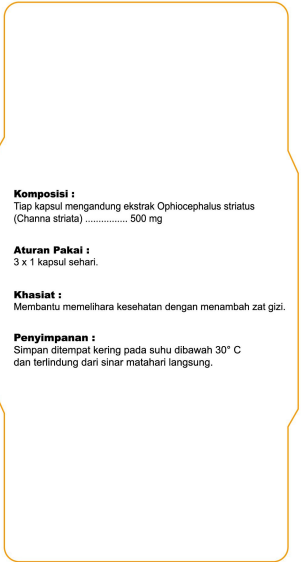 Komposisi :
Tiap kapsul mengandung ekstrak Ophiocephalus striatus
(Channa striata) ................ 500 mg
Aturan Pakai :
3 x 1 kapsul sehari.
Khasiat :
Membantu memelihara kesehatan dengan menambah zat gizi.
Penyimpanan :
Simpan ditempat kering pada suhu dibawah 30° C
dan terlindung dari sinar matahari langsung.